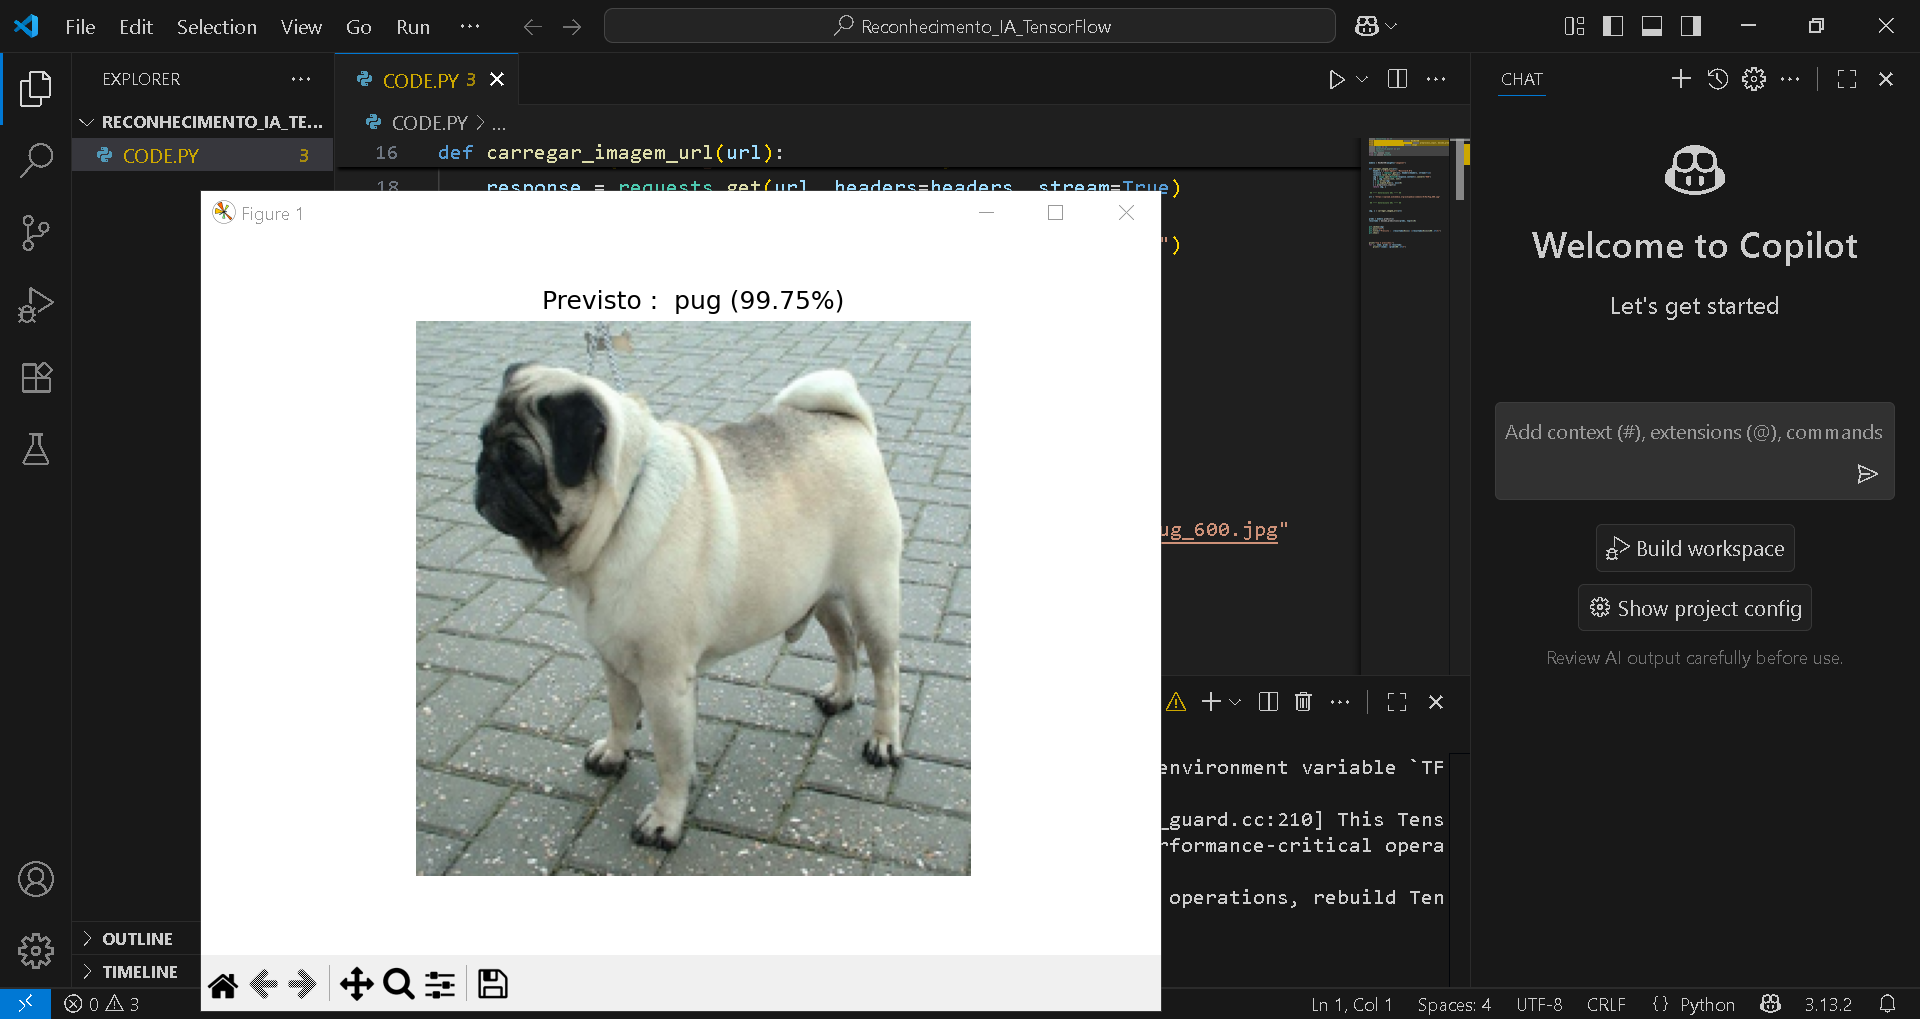 File Edit Selection View Go Run ···
Reconhecimento_IA_TensorFlow
EXPLORER
RECONHECIMENTO_IA_TE...
CODE.PY 3
CODE.PY 3
CODE.PY > ...
16 def carregar_imagem_url(url):
18 response = requests.get(url, headers=headers, stream=True)
")
ug_600.jpg"
Figure 1
Previsto : pug (99.75%)
environment variable `TF
_guard.cc:210] This Tens
rformance-critical opera
operations, rebuild Ten
CHAT
Welcome to Copilot
Let's get started
Add context (#), extensions (@), commands
Build workspace
Show project config
Review AI output carefully before use.
OUTLINE
TIMELINE
0 3
Ln 1, Col 1 Spaces: 4 UTF-8 CRLF {} Python 3.13.2